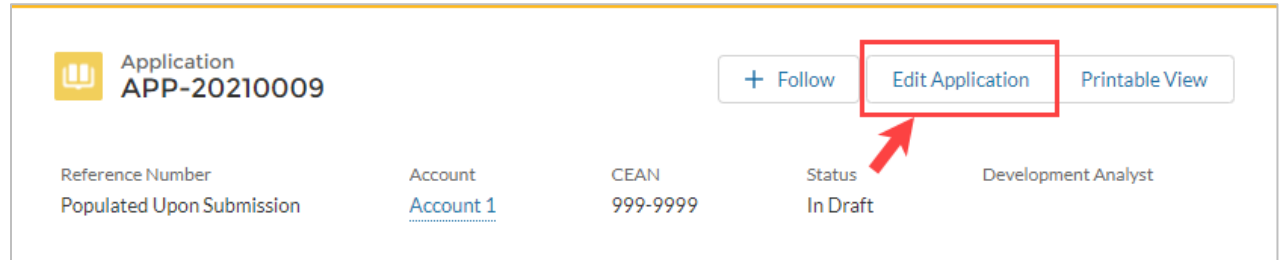 Application
APP-20210009
+ Follow
Edit Application
Printable View
Reference Number
Account
CEAN
Status
Development Analyst
Populated Upon Submission
Account 1
999-9999
In Draft